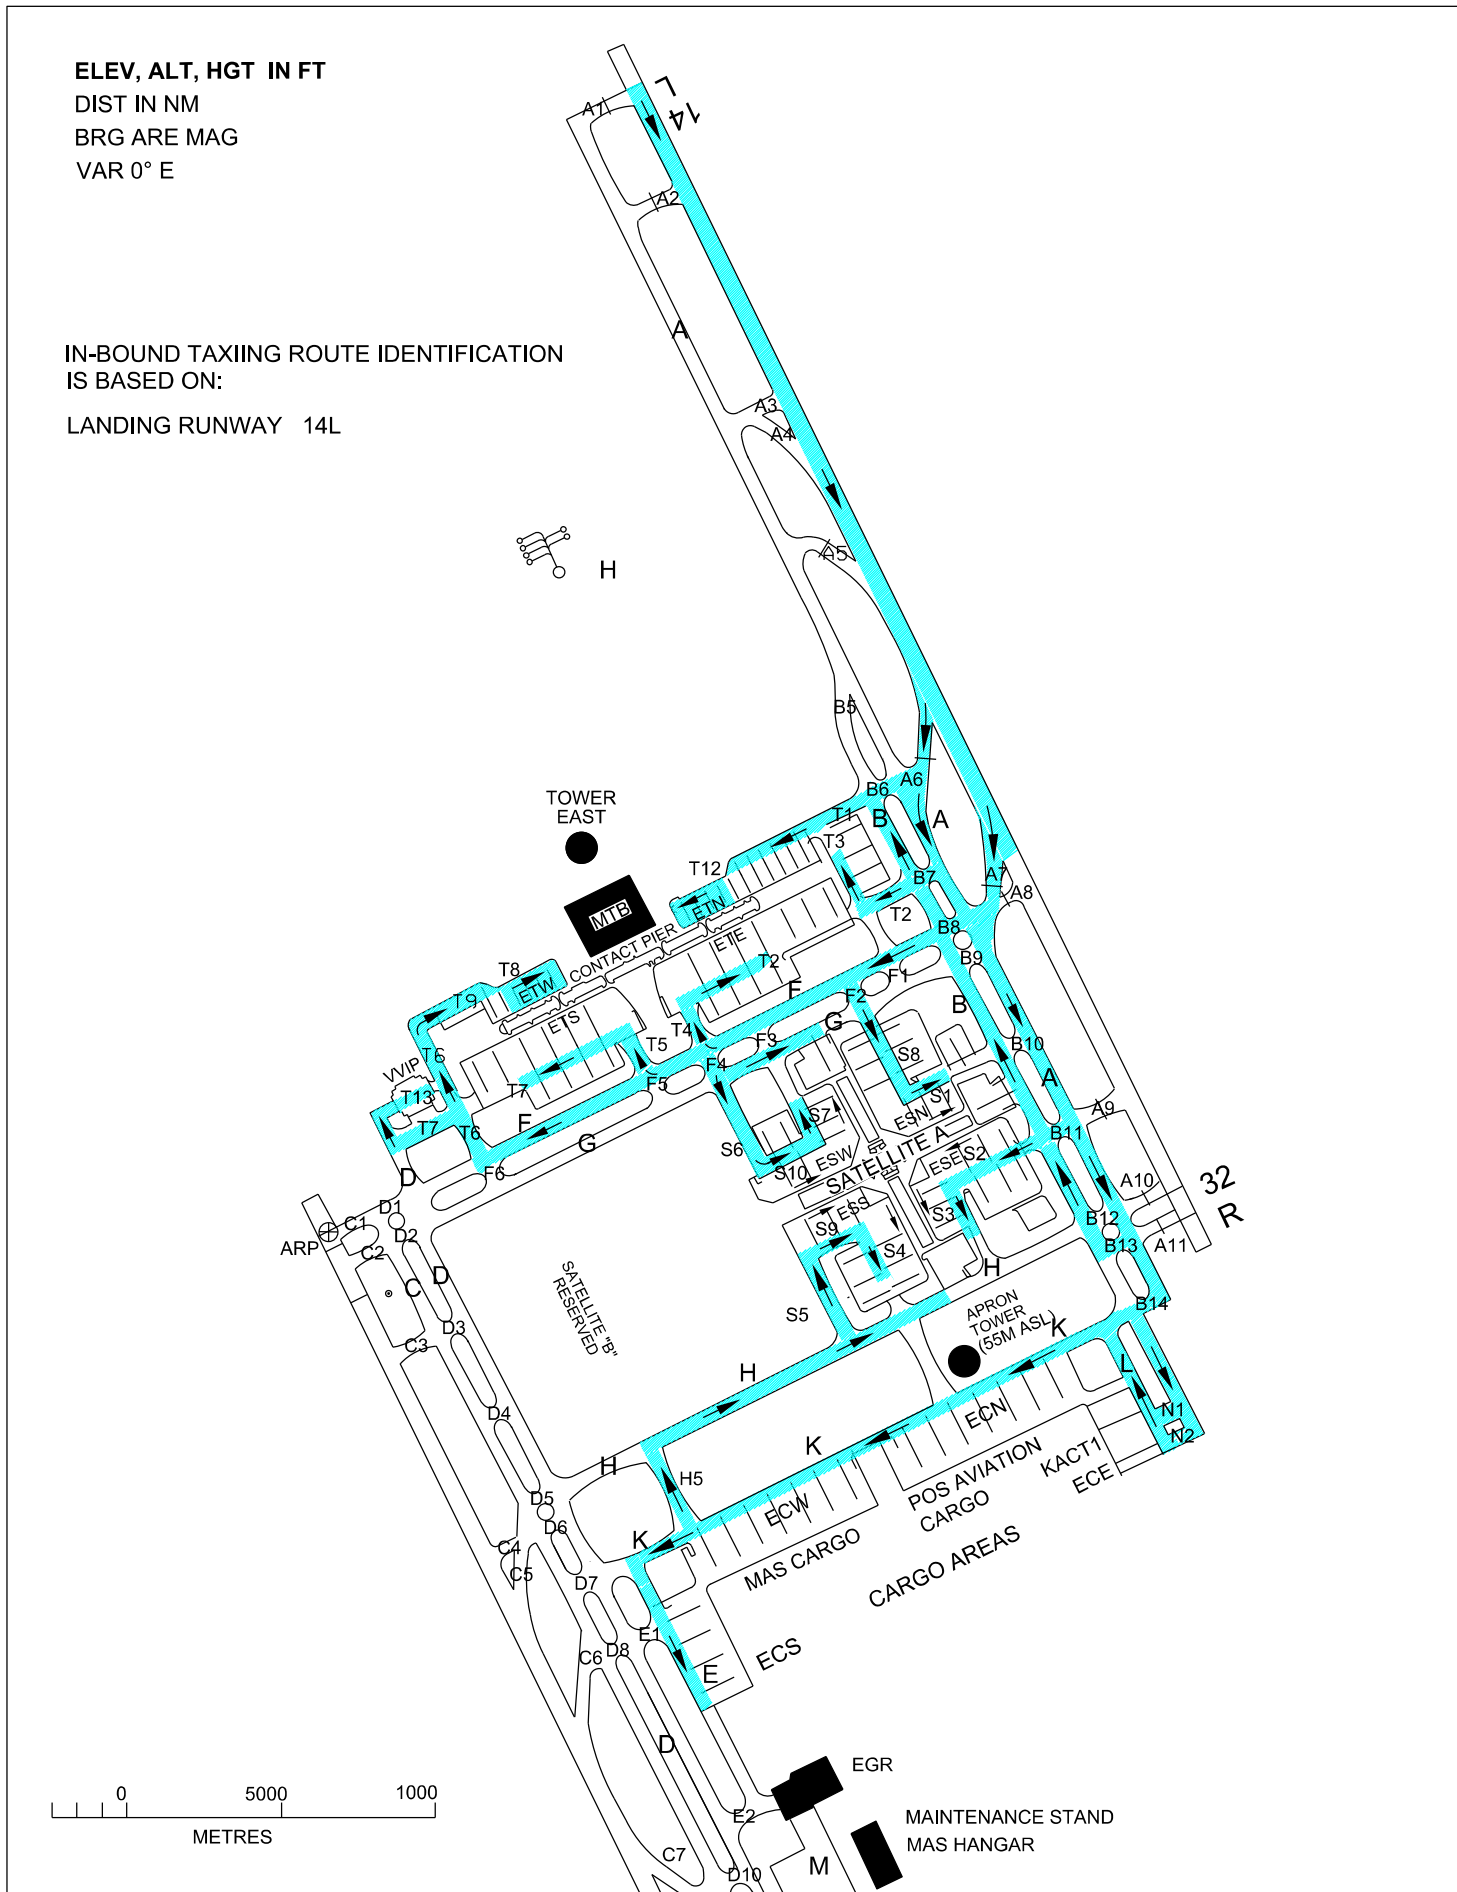 ELEV, ALT, HGT IN FT
DIST IN NM
BRG ARE MAG
VAR 0° E
14
L
A1
A2
A
IN-BOUND TAXIING ROUTE IDENTIFICATION
IS BASED ON:
LANDING RUNWAY 14L
A3
A4
A5
H
B5
A6
B6
TOWER
EAST
T1
B
A
T3
T12
B7
A7
A8
ETN
MTB
T2
B8
CONTACT PIER
ETE
B9
T8
T2
F1
ETW
F
F2
B
T9
ETS
G
T4
F3
T5
S8
B10
T6
F4
VVIP
A
T7
F5
S1
T13
A9
S7
ESN
F
G
B11
T7
T6
S6
ESW
SATELLITE A
S2
ESE
S10
F6
D
32
R
A10
D1
C1
ESS
S3
B12
D2
ARP
S9
A11
C2
S4
B13
D
C
H
SATELLITE "B"
RESERVED
APRON
TOWER
(55M ASL)
B14
S5
D3
K
C3
H
L
D4
ECN
N1
K
N2
H
H5
KACT1
ECE
POS AVIATION
CARGO
D5
ECW
D6
K
C4
MAS CARGO
CARGO AREAS
C5
D7
E1
D8
C6
ECS
E
D
EGR
0 5000 1000
METRES
E2
MAINTENANCE STAND
MAS HANGAR
C7
M
D10